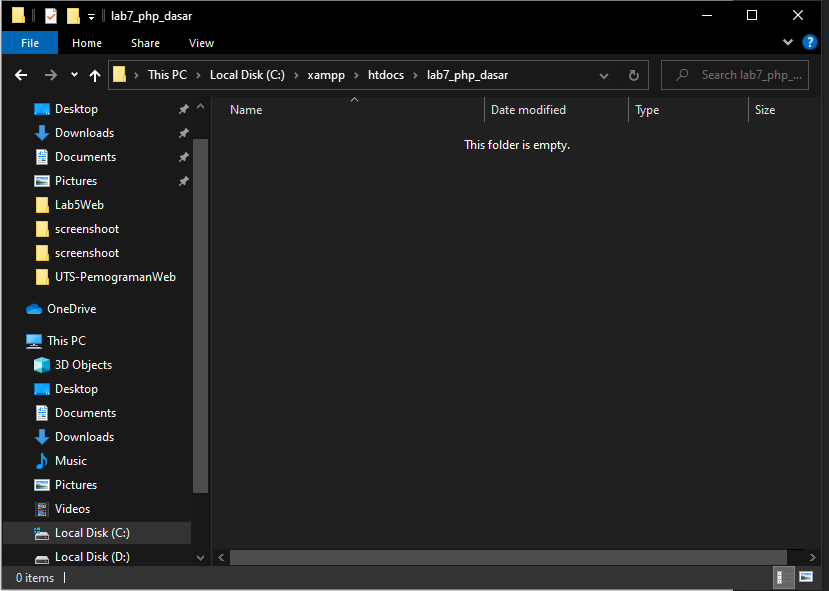 lab7_php_dasar
File Home Share View
This PC > Local Disk (C:) > xampp > htdocs > lab7_php_dasar
Search lab7_php_...
Name Date modified Type Size
This folder is empty.
Desktop
Downloads
Documents
Pictures
Lab5Web
screenshoot
screenshoot
UTS-PemogramanWeb
OneDrive
This PC
3D Objects
Desktop
Documents
Downloads
Music
Pictures
Videos
Local Disk (C:)
Local Disk (D:)
0 items